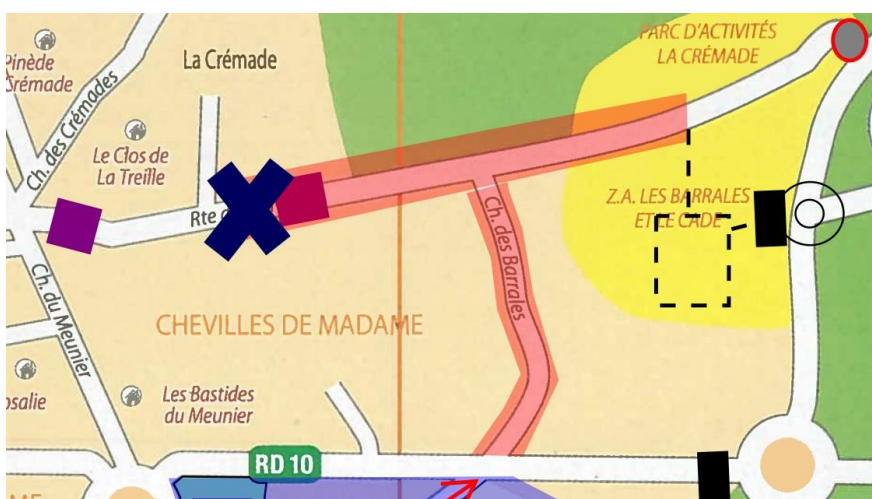 PARC D'ACTIVITÉS
LA CRÉMADE
Pinède
Crémade
La Crémade
Ch. des Crémades
Le Clos de
La Treille
Rte
Z.A. LES BARRALES
ET LE CADE
Ch. des Barrales
Ch. du Meunier
CHEVILLES DE MADAME
Les Bastides
du Meunier
osalie
RD 10
ME